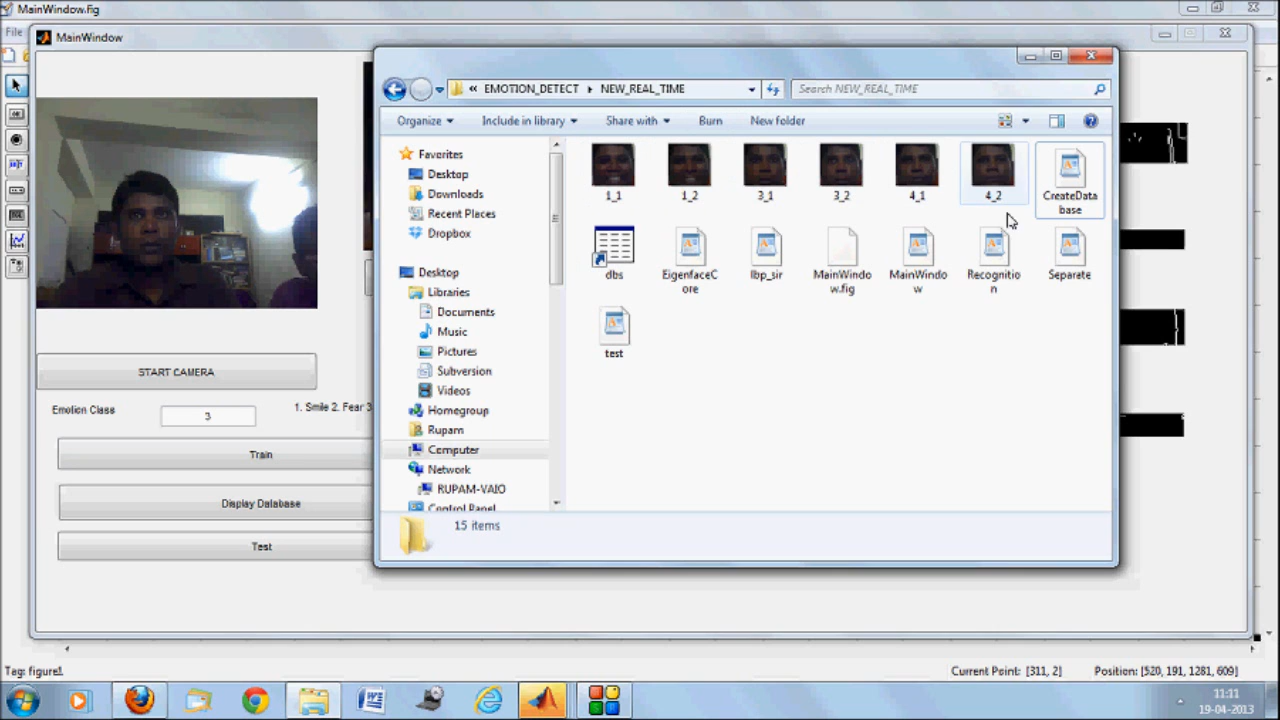 MainWindow.fig
File
MainWindow
EMOTION_DETECT NEW_REAL_TIME
Search NEW_REAL_TIME
Organize Include in library Share with Burn New folder
Favorites
Desktop
Downloads
Recent Places
Dropbox
Desktop
Libraries
Documents
Music
Pictures
Subversion
Videos
Homegroup
Rupam
Computer
Network
RUPAM-VAIO
Control Panel
1_1 1_2 3_1 3_2 4_1 4_2 CreateDatabase
dbs EigenfaceCore lbp_sir MainWindow.fig MainWindow Recognition Separate
test
15 items
START CAMERA
Emotion Class 3 1. Smile 2. Fear 3
Train
Display Database
Test
Tag: figure1
Current Point: [311, 2] Position: [520, 191, 1281, 609]
11:11
19-04-2013